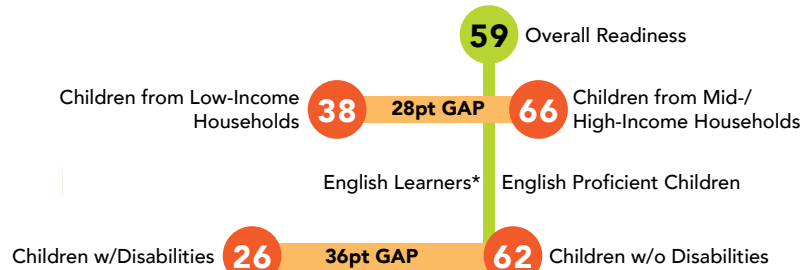 59 Overall Readiness
Children from Low-Income
Households
38 28pt GAP 66
Children from Mid-/
High-Income Households
English Learners* English Proficient Children
Children w/Disabilities 26 36pt GAP 62 Children w/o Disabilities